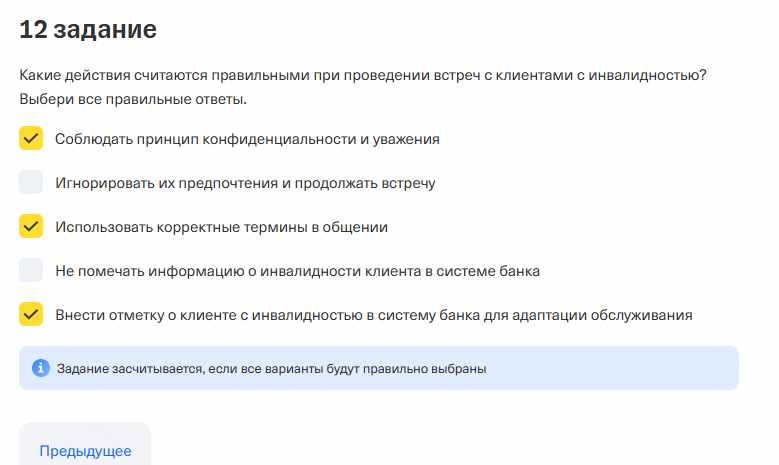 12 задание
Какие действия считаются правильными при проведении встреч с клиентами с инвалидностью?
Выбери все правильные ответы.
Соблюдать принцип конфиденциальности и уважения
Игнорировать их предпочтения и продолжать встречу
Использовать корректные термины в общении
Не помечать информацию о инвалидности клиента в системе банка
Внести отметку о клиенте с инвалидностью в систему банка для адаптации обслуживания
Задание засчитывается, если все варианты будут правильно выбраны
Предыдущее